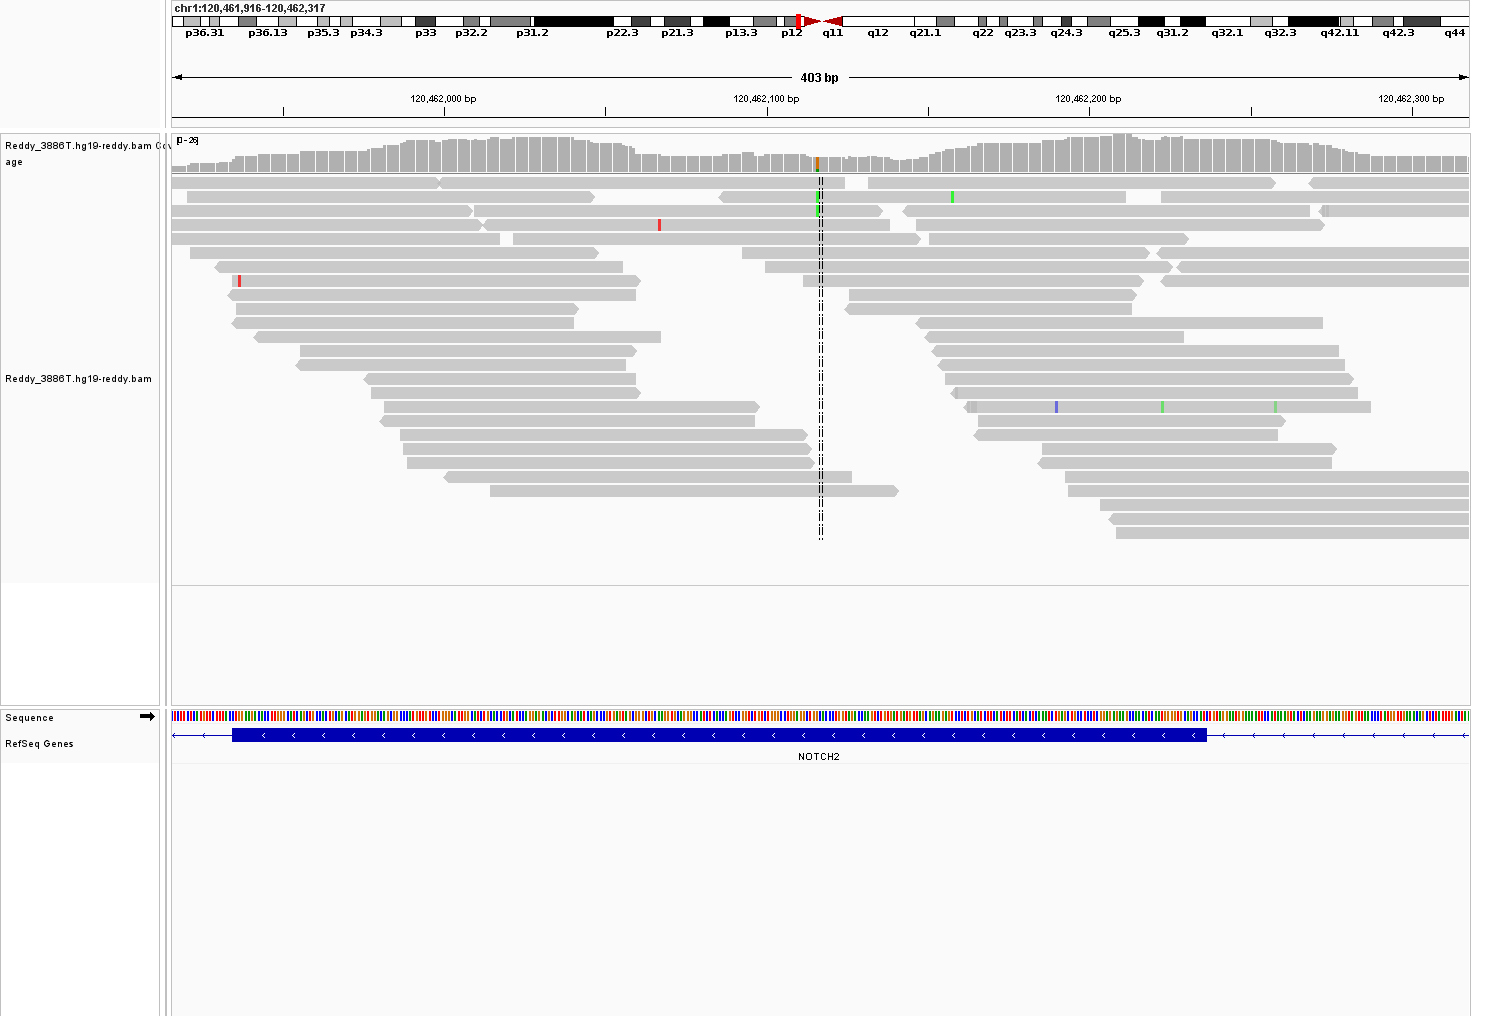 chr1:120,461,916-120,462,317
p36.31 p36.13 p35.3 p34.3 p33 p32.2 p31.2 p22.3 p21.3 p13.3 p12 q11 q12 q21.1 q22 q23.3 q24.3 q25.3 q31.2 q32.1 q32.3 q42.11 q42.3 q44
403 bp
120,462,000 bp 120,462,100 bp 120,462,200 bp 120,462,300 bp
Reddy_3886T.hg19-reddy.bam Cov
age
[0-26]
Reddy_3886T.hg19-reddy.bam
Sequence
RefSeq Genes
NOTCH2